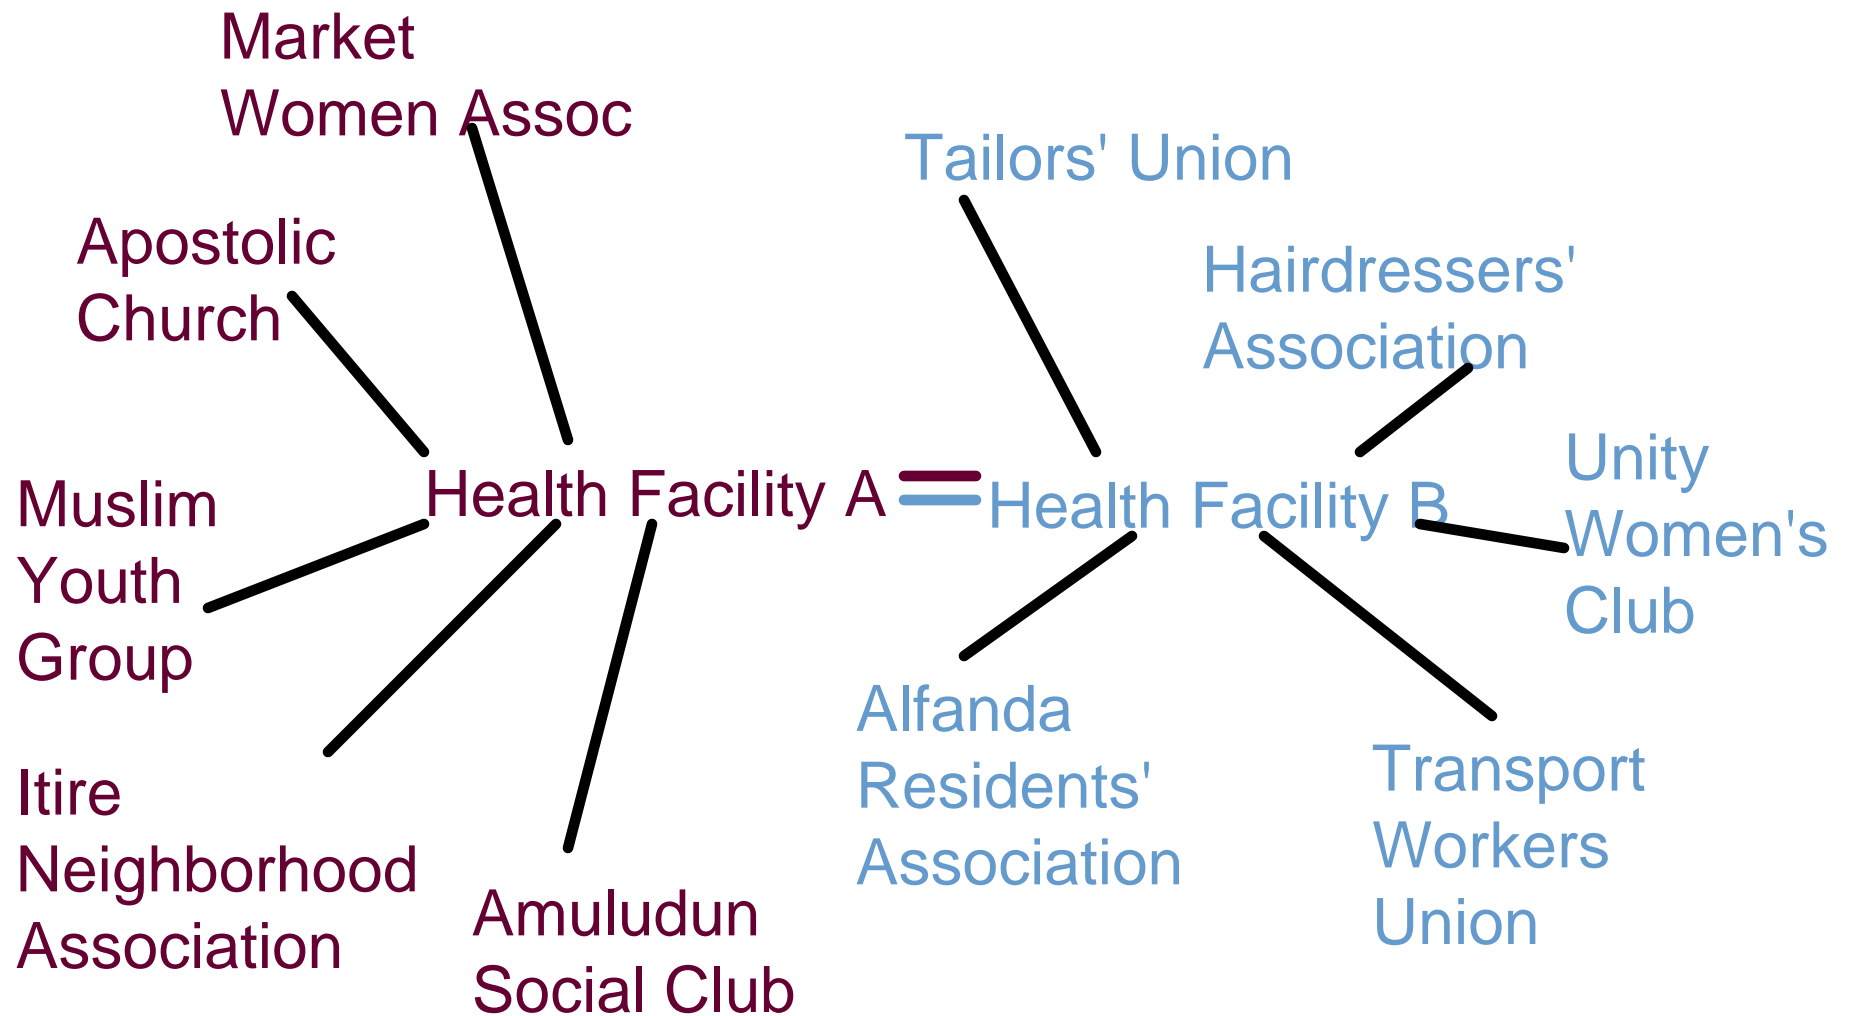 Market
Women Assoc
Apostolic
Church
Muslim
Youth
Group
Itire
Neighborhood
Association
Amuludun
Social Club
Health Facility A
Tailors' Union
Hairdressers'
Association
Health Facility B
Unity
Women's
Club
Alfanda
Residents'
Association
Transport
Workers
Union